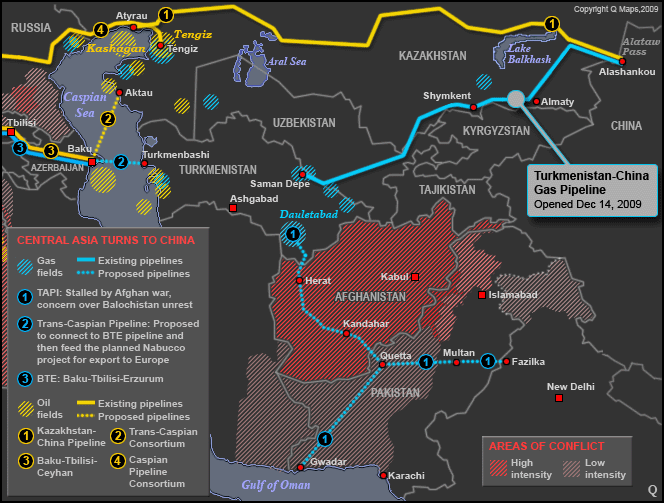 Copyright Q Maps,2009
RUSSIA
Atyrau
4
1
1
Kashagan
Tengiz
Tengiz
KAZAKHSTAN
Lake
Balkhash
Alataw
Pass
Alashankou
Aral Sea
Caspian
Sea
Aktau
2
Shymkent
Almaty
Tbilisi
UZBEKISTAN
KYRGYZSTAN
CHINA
3
3
Baku
2
Turkmenbashi
AZERBAIJAN
TURKMENISTAN
Saman Depe
TAJIKISTAN
Turkmenistan-China
Gas Pipeline
Opened Dec 14, 2009
Ashgabad
Dauletabad
1
CENTRAL ASIA TURNS TO CHINA
Gas
fields
Existing pipelines
Proposed pipelines
1 TAPI: Stalled by Afghan war,
concern over Balochistan unrest
2 Trans-Caspian Pipeline: Proposed
to connect to BTE pipeline and
then feed the planned Nabucco
project for export to Europe
3 BTE: Baku-Tbilisi-Erzurum
Oil
fields
Existing pipelines
Proposed pipelines
1 Kazakhstan-
China Pipeline
2 Trans-Caspian
Consortium
3 Baku-Tbilisi-
Ceyhan
4 Caspian
Pipeline
Consortium
Herat
Kabul
AFGHANISTAN
Islamabad
Kandahar
Quetta
1
Multan
1
Fazilka
PAKISTAN
New Delhi
1
Gwadar
Karachi
Gulf of Oman
AREAS OF CONFLICT
High
intensity
Low
intensity
Q